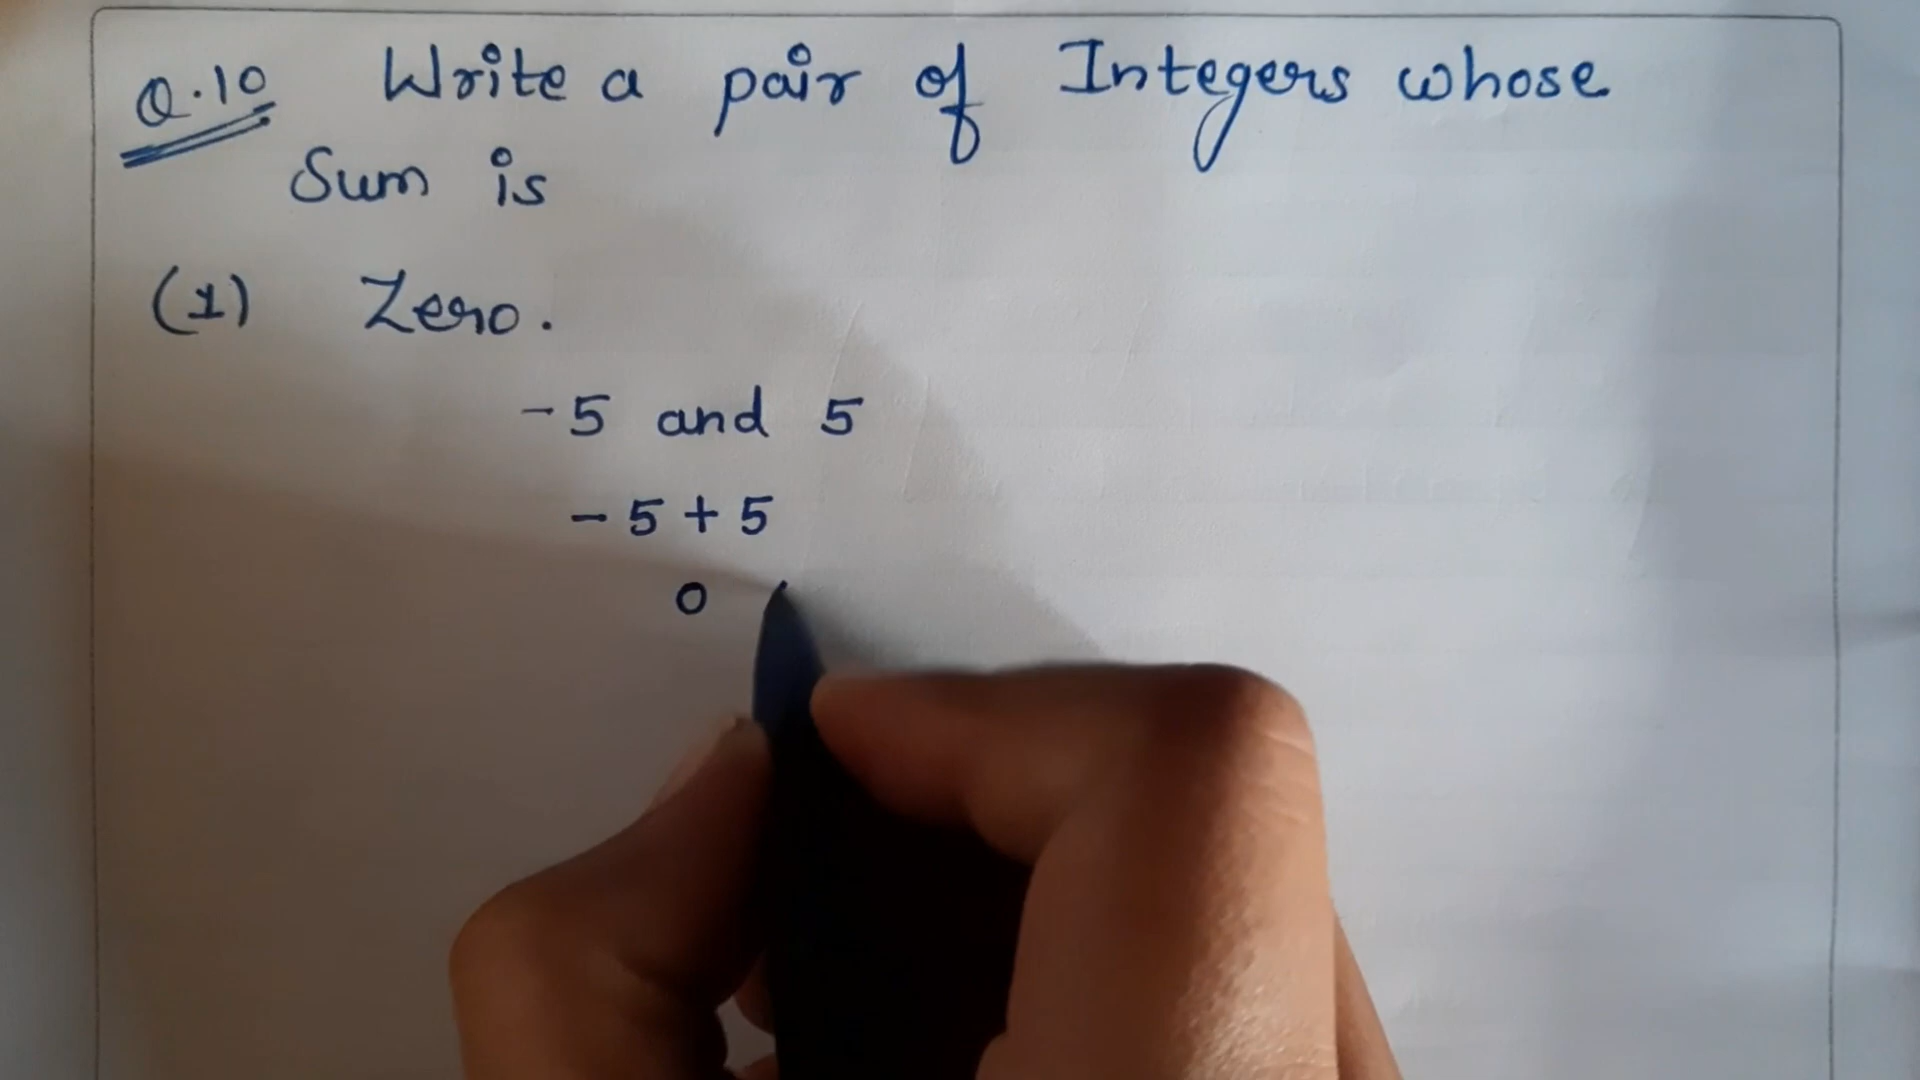 Q.10 Write a pair of Integers whose
Sum is
(1) Zero.
-5 and 5
-5+5
0